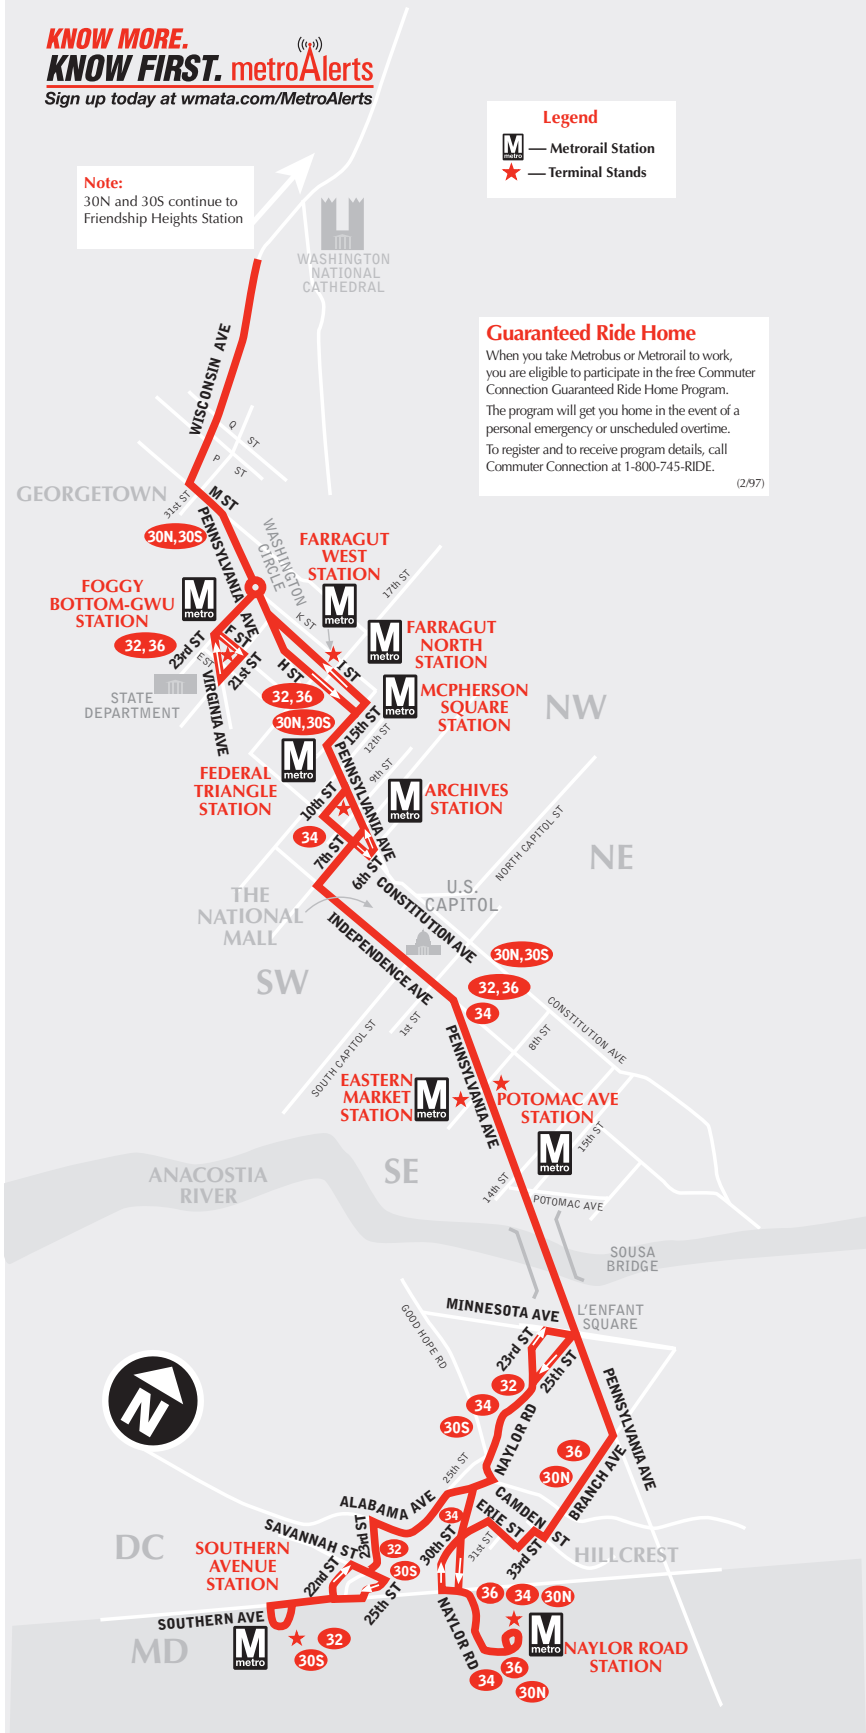 KNOW MORE.
KNOW FIRST. metroAlerts
Sign up today at wmata.com/MetroAlerts
Legend
M metro — Metrorail Station
— Terminal Stands
Note:
30N and 30S continue to
Friendship Heights Station
WASHINGTON
NATIONAL
CATHEDRAL
Guaranteed Ride Home
When you take Metrobus or Metrorail to work,
you are eligible to participate in the free Commuter
Connection Guaranteed Ride Home Program.
The program will get you home in the event of a
personal emergency or unscheduled overtime.
To register and to receive program details, call
Commuter Connection at 1-800-745-RIDE.
(2/97)
WISCONSIN AVE
Q ST
P ST
GEORGETOWN
31st ST
M ST
30N,30S
PENNSYLVANIA AVE
WASHINGTON
CIRCLE
FARRAGUT
WEST
STATION
M metro
17th ST
K ST
FOGGY
BOTTOM-GWU
STATION
M metro
32,36
23rd ST
E ST
E ST
21st ST
VIRGINIA AVE
STATE
DEPARTMENT
FARRAGUT
NORTH
STATION
M metro
I ST
H ST
32,36
30N,30S
MCPHERSON
SQUARE
STATION
M metro
NW
15th ST
12th ST
9th ST
FEDERAL
TRIANGLE
STATION
M metro
PENNSYLVANIA AVE
10th ST
ARCHIVES
STATION
M metro
34
7th ST
6th ST
NORTH CAPITOL ST
NE
THE
NATIONAL
MALL
U.S.
CAPITOL
CONSTITUTION AVE
INDEPENDENCE AVE
30N,30S
32,36
34
SW
CONSTITUTION AVE
1st ST
8th ST
SOUTH CAPITOL ST
PENNSYLVANIA AVE
EASTERN
MARKET
STATION
M metro
POTOMAC AVE
STATION
M metro
15th ST
SE
14th ST
POTOMAC AVE
ANACOSTIA
RIVER
SOUSA
BRIDGE
MINNESOTA AVE
L'ENFANT
SQUARE
GOOD HOPE RD
23rd ST
25th ST
32
34
30S
NAYLOR RD
PENNSYLVANIA AVE
36
30N
BRANCH AVE
N
25th ST
ALABAMA AVE
34
CAMDEN ST
ERIE ST
SAVANNAH ST
23rd ST
30th ST
31st ST
33rd ST
DC
HILLCREST
SOUTHERN
AVENUE
STATION
32
30S
22nd ST
25th ST
36
34
30N
SOUTHERN AVE
NAYLOR RD
MD
M metro
32
30S
M metro
NAYLOR ROAD
STATION
36
34
30N